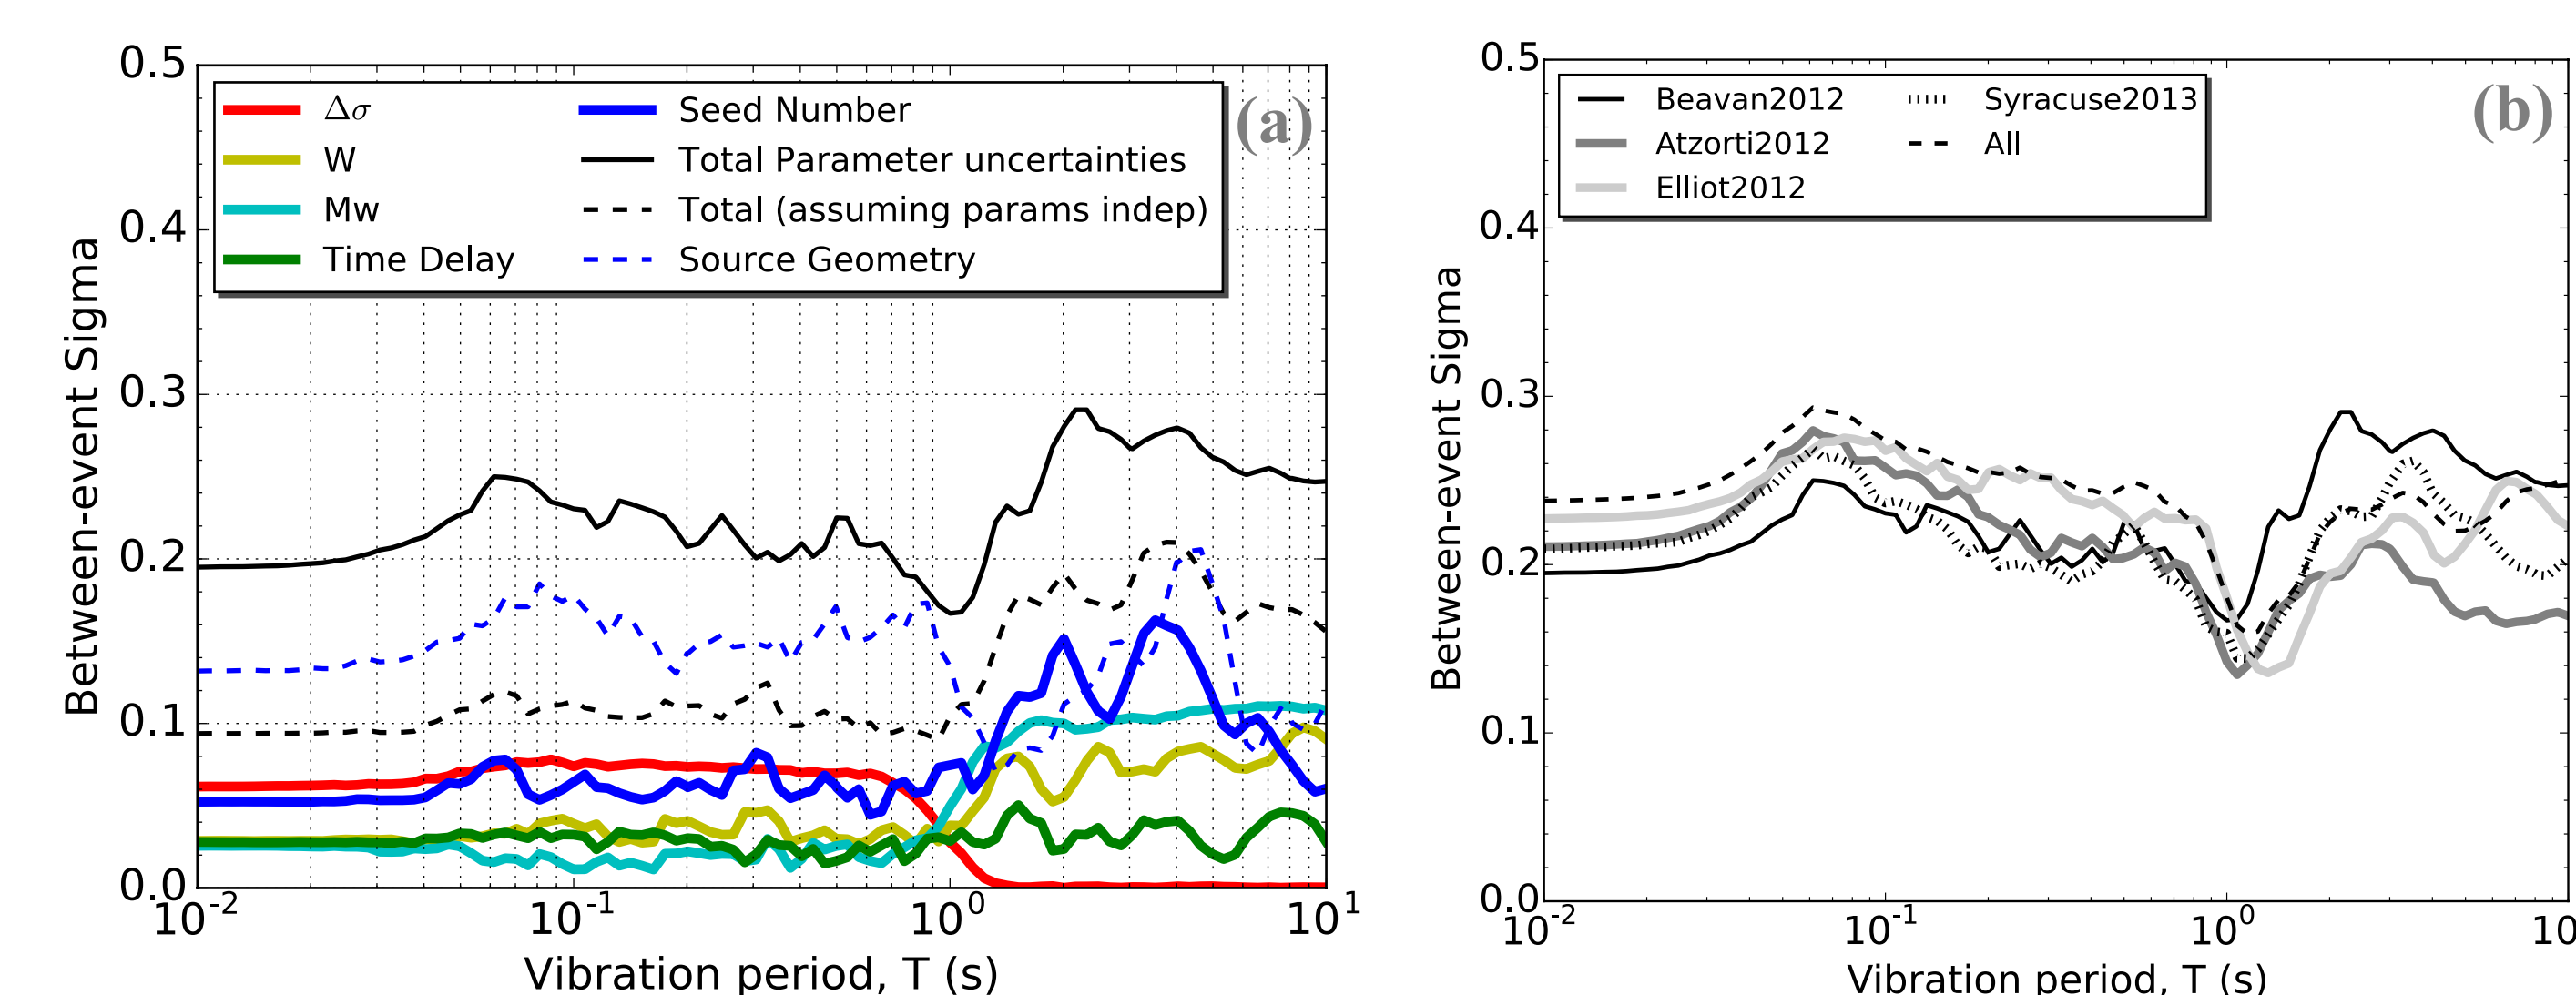 0.5
0.4
0.3
0.2
0.1
0.0
Between-event Sigma
Δσ
W
Mw
Time Delay
Seed Number
Total Parameter uncertainties
Total (assuming params indep)
Source Geometry
(a)
10-2
10-1
100
101
Vibration period, T (s)
0.5
0.4
0.3
0.2
0.1
0.0
Between-event Sigma
Beavan2012
Atzorti2012
Elliot2012
Syracuse2013
All
(b)
10-2
10-1
100
10
Vibration period, T (s)